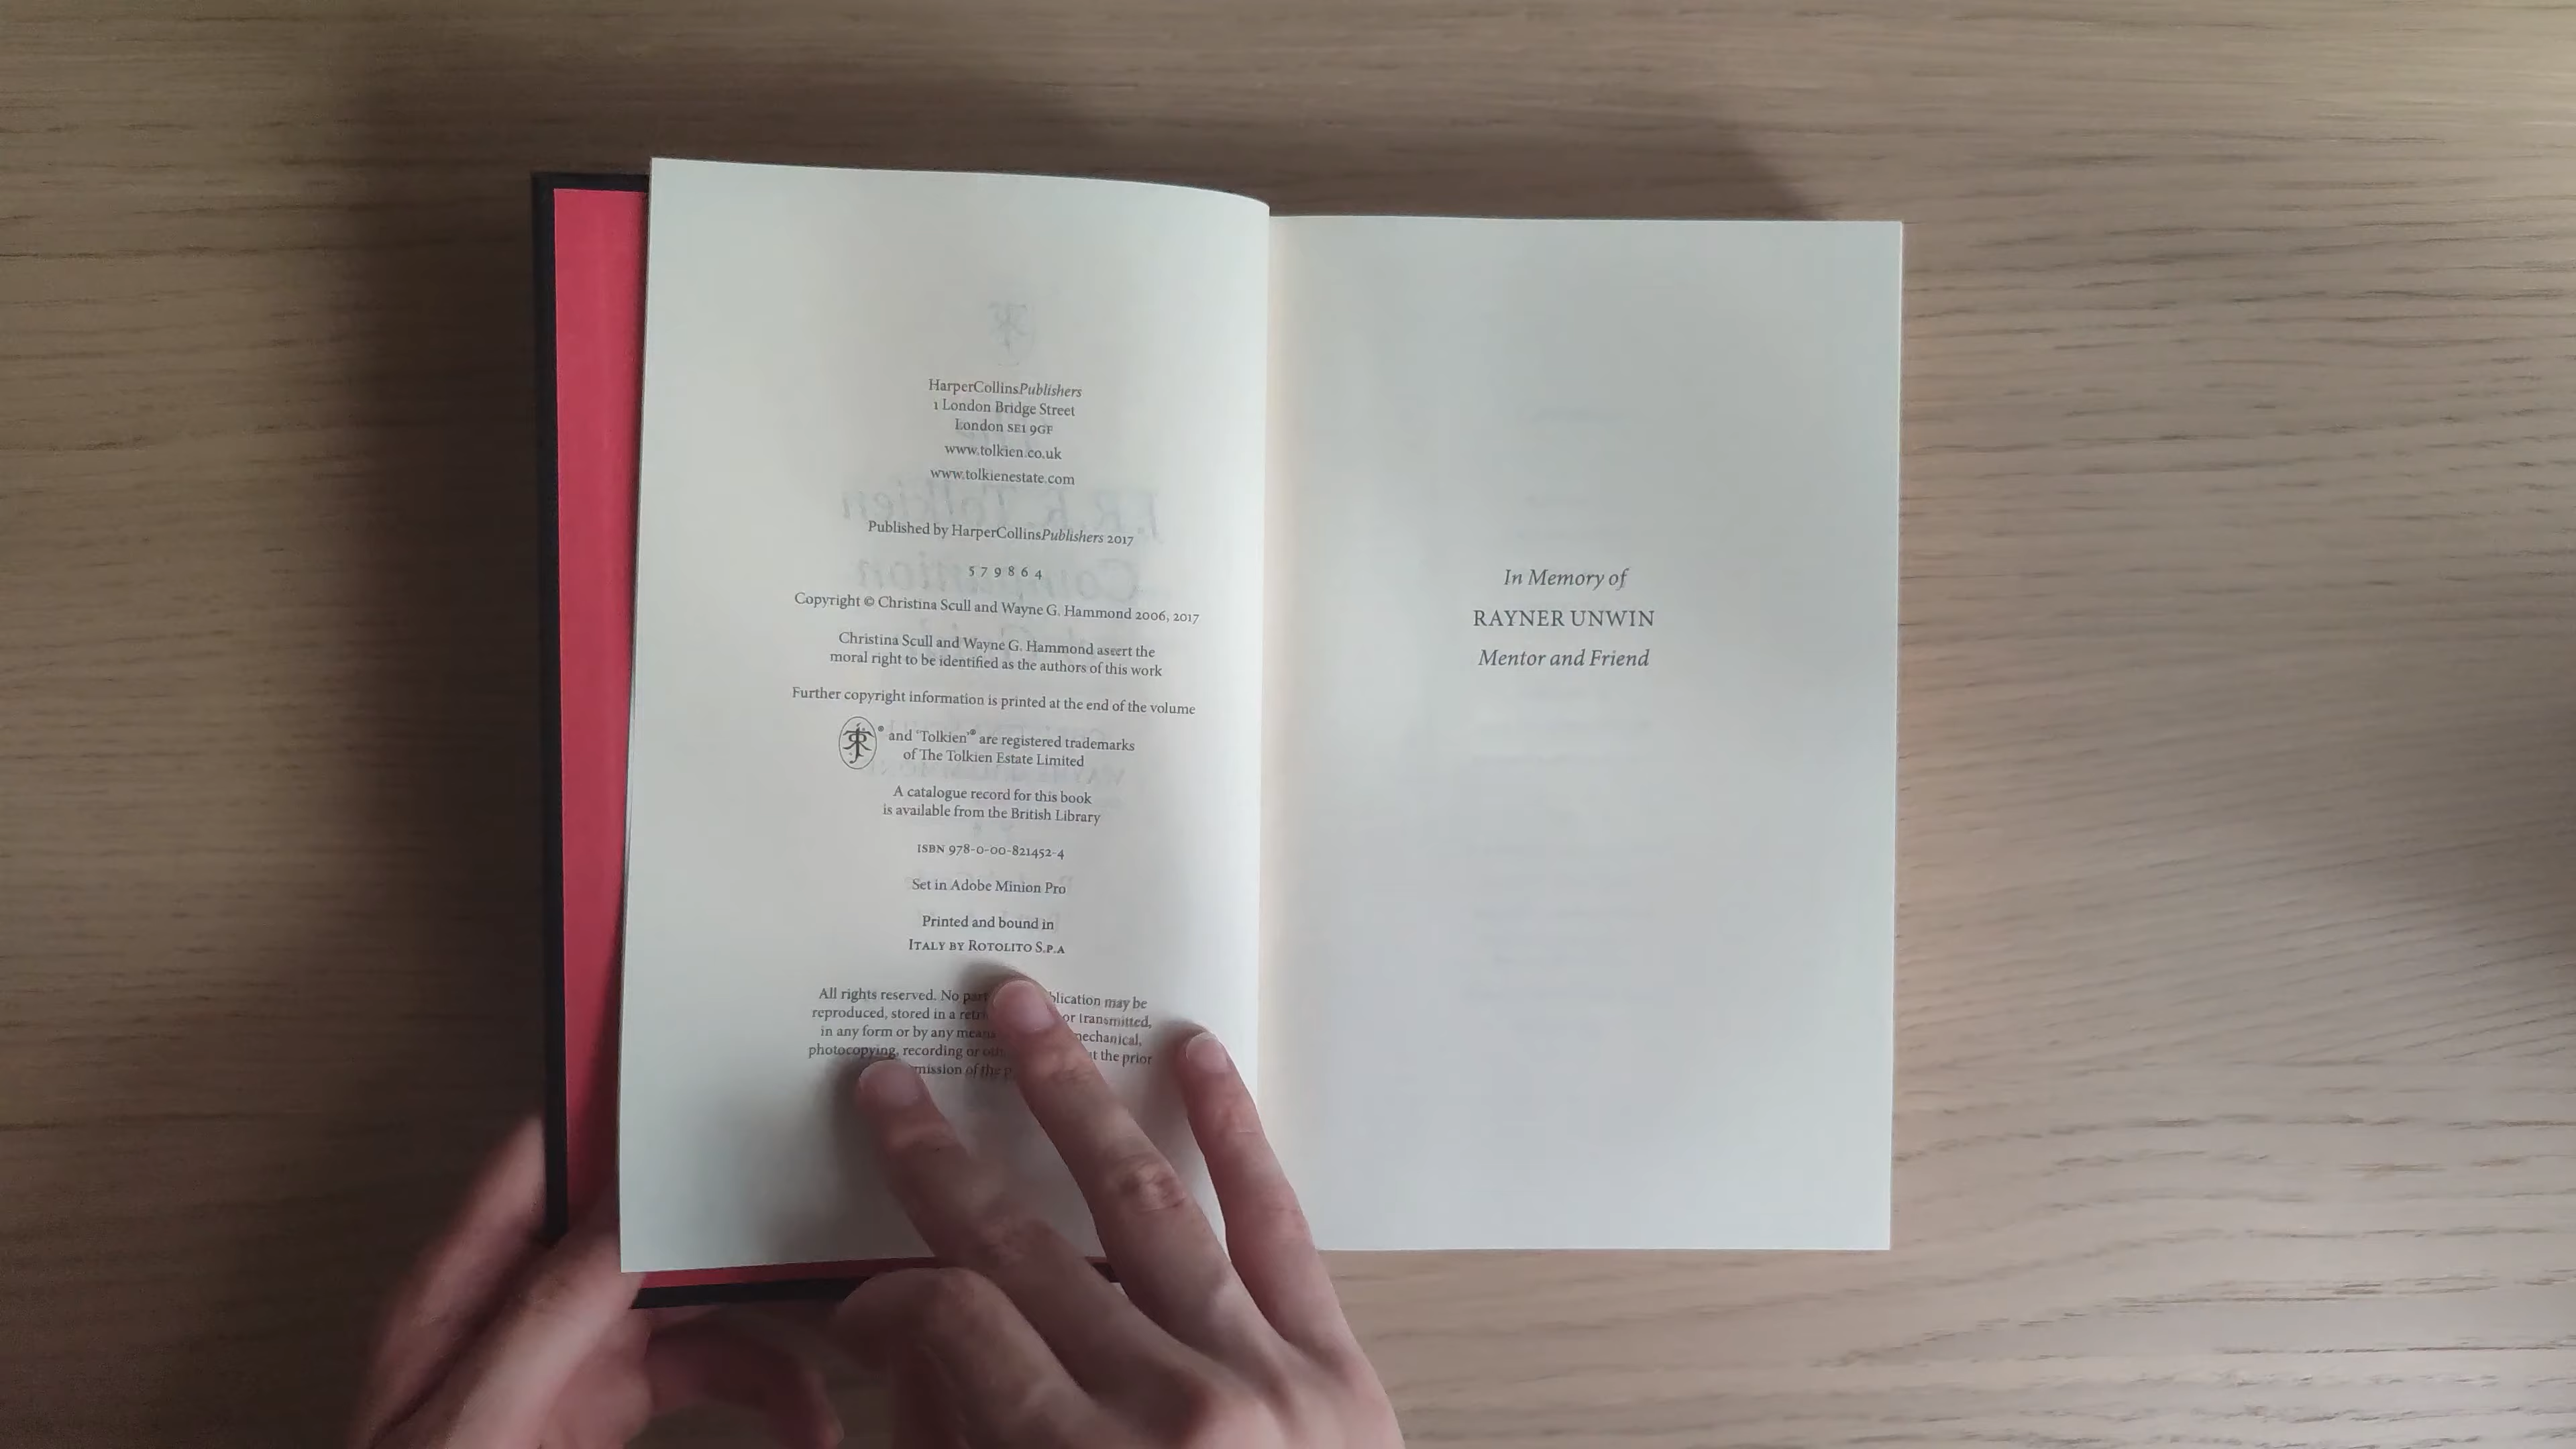 HarperCollinsPublishers
1 London Bridge Street
London SE1 9GF
www.tolkien.co.uk
www.tolkienestate.com
Published by HarperCollinsPublishers 2017
5 7 9 8 6 4
Copyright © Christina Scull and Wayne G. Hammond 2006, 2017
Christina Scull and Wayne G. Hammond assert the
moral right to be identified as the authors of this work
Further copyright information is printed at the end of the volume
® and ‘Tolkien’® are registered trademarks
of The Tolkien Estate Limited
A catalogue record for this book
is available from the British Library
ISBN 978-0-00-821452-4
Set in Adobe Minion Pro
Printed and bound in
ITALY BY ROTOLITO S.P.A
All rights reserved. No part blication may be
reproduced, stored in a or transmitted,
in any form or by any means mechanical,
photocopying, recording or the prior
mission of the
In Memory of
RAYNER UNWIN
Mentor and Friend